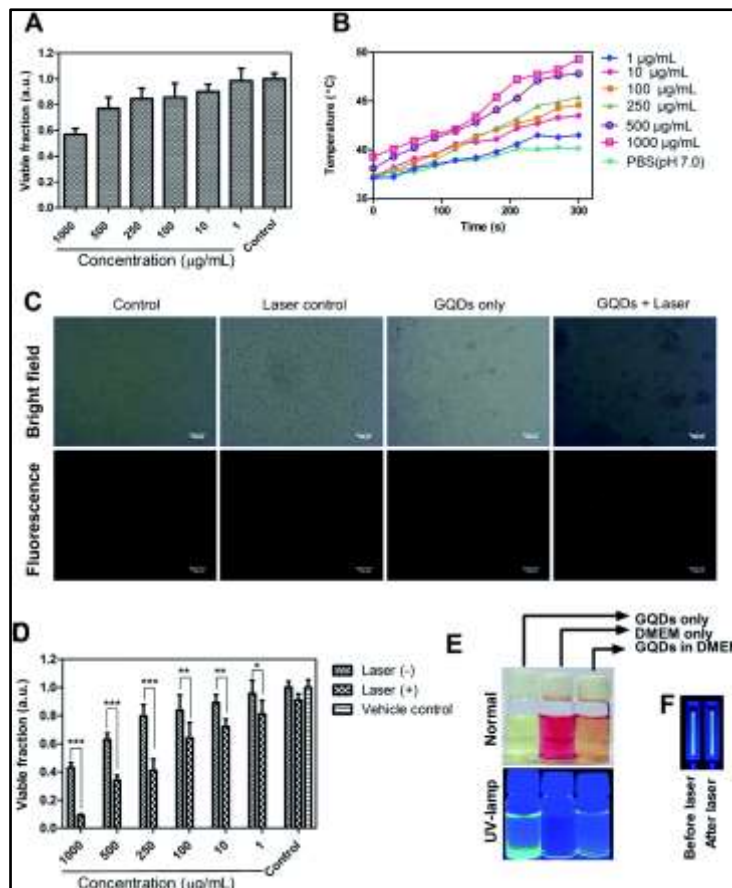 A
Viable fraction (a.u.)
1.2
1.0
0.8
0.6
0.4
0.2
0.0
1000
500
250
100
10
1
Control
Concentration (µg/mL)
B
Temperature (°C)
50
45
40
35
0
100
200
300
Time (s)
1 µg/mL
10 µg/mL
100 µg/mL
250 µg/mL
500 µg/mL
1000 µg/mL
PBS(pH 7.0)
C
Control
Laser control
GQDs only
GQDs + Laser
Bright field
Fluorescence
D
Viable fraction (a.u.)
1.2
1.0
0.8
0.6
0.4
0.2
0.0
***
***
***
**
**
*
1000
500
250
100
10
1
Control
Concentration (µg/mL)
Laser (-)
Laser (+)
Vehicle control
E
GQDs only
DMEM only
GQDs in DMEM
Normal
UV-lamp
F
Before laser
After laser